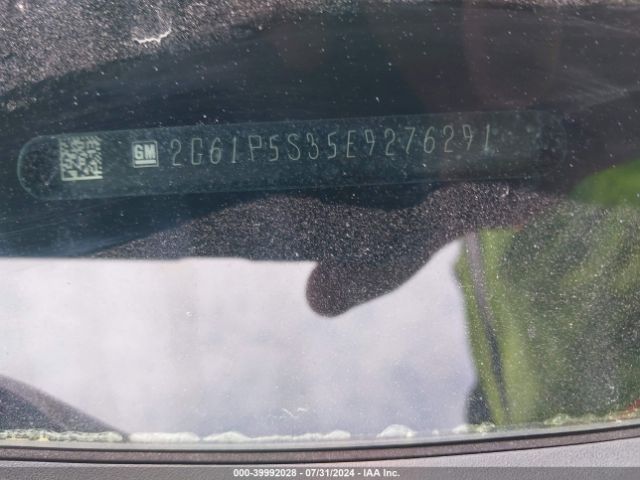 GM 2G61P5S35E9276291
000-39992028 - 07/31/2024 - IAA Inc.